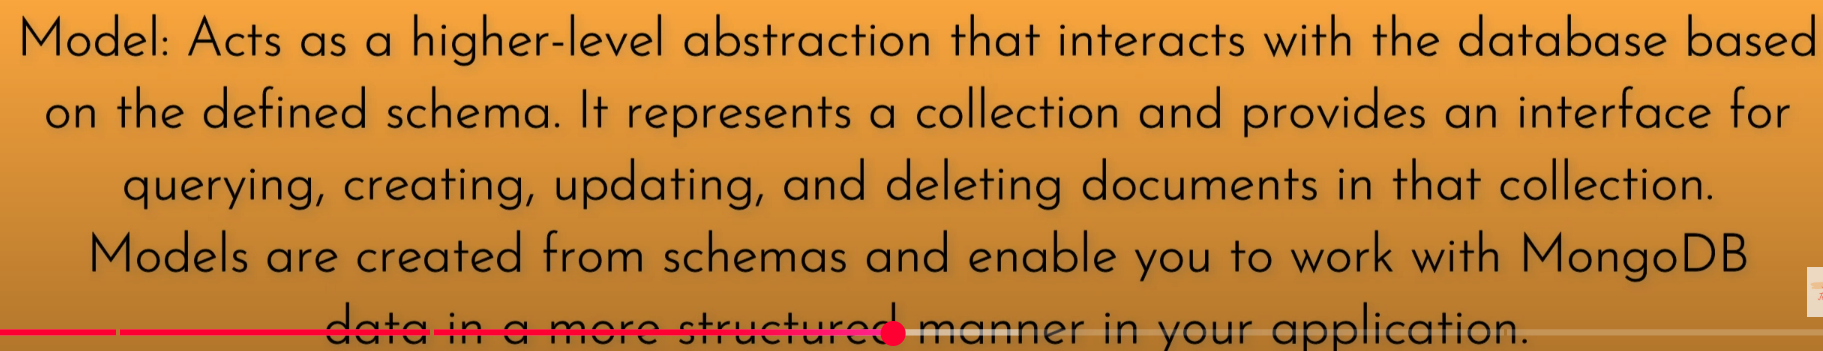 Model: Acts as a higher-level abstraction that interacts with the database based
on the defined schema. It represents a collection and provides an interface for
querying, creating, updating, and deleting documents in that collection.
Models are created from schemas and enable you to work with MongoDB
data in a more structured manner in your application.